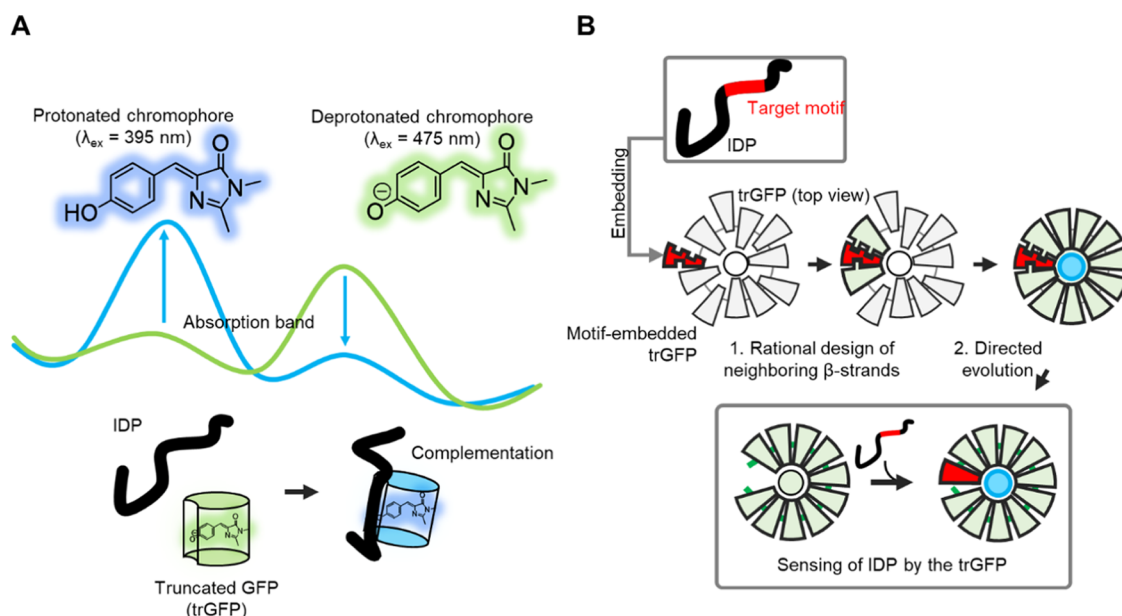 A
Protonated chromophore
(λex = 395 nm)
Deprotonated chromophore
(λex = 475 nm)
O
N
N
HO
O
N
N
O
Absorption band
IDP
Complementation
Truncated GFP
(trGFP)
B
Target motif
IDP
Embedding
trGFP (top view)
Motif-embedded
trGFP
1. Rational design of
neighboring β-strands
2. Directed
evolution
Sensing of IDP by the trGFP